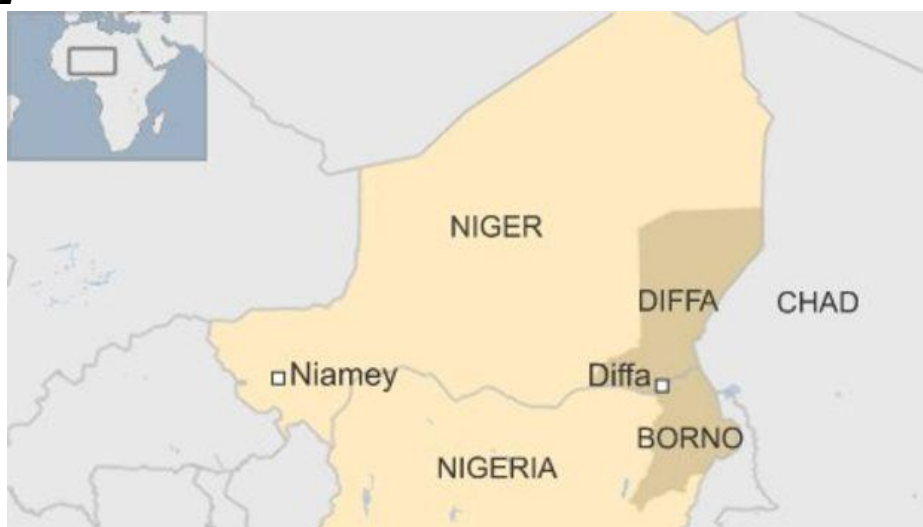 NIGER
DIFFA
CHAD
Niamey
Diffa
BORNO
NIGERIA